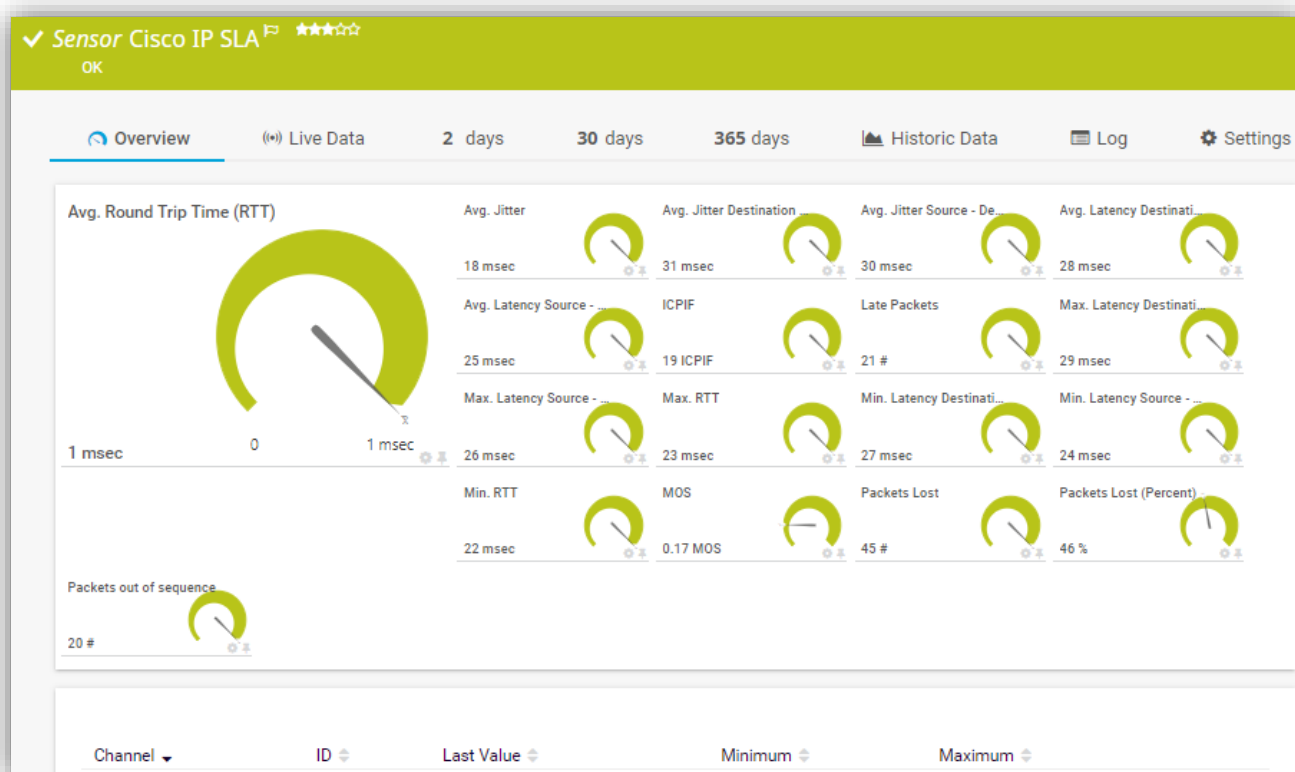 Sensor Cisco IP SLA
OK
Overview Live Data 2 days 30 days 365 days Historic Data Log Settings
Avg. Round Trip Time (RTT)
0 1 msec
1 msec
Avg. Jitter
18 msec
Avg. Jitter Destination ...
31 msec
Avg. Jitter Source - De...
30 msec
Avg. Latency Destinati...
28 msec
Avg. Latency Source - ...
25 msec
ICPIF
19 ICPIF
Late Packets
21 #
Max. Latency Destinati...
29 msec
Max. Latency Source - ...
26 msec
Max. RTT
23 msec
Min. Latency Destinati...
27 msec
Min. Latency Source - ...
24 msec
Min. RTT
22 msec
MOS
0.17 MOS
Packets Lost
45 #
Packets Lost (Percent)
46 %
Packets out of sequence
20 #
Channel ID Last Value Minimum Maximum